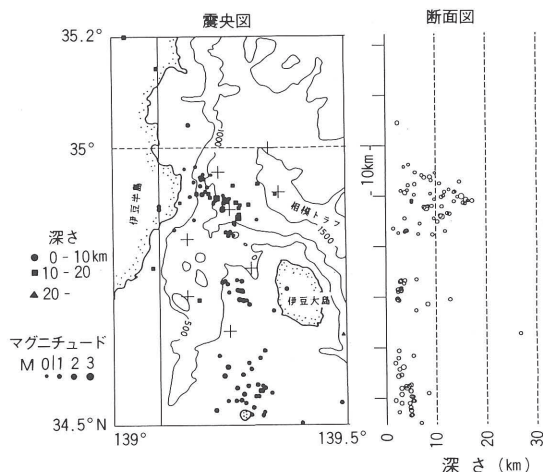 震央図
断面図
35.2°
35°
34.5°N
139°
139.5°
伊豆半島
相模トラフ
伊豆大島
1000
1500
500
深さ
0-10km
10-20
20-
マグニチュード
M 0 1 2 3
10km
0 10 20 30
深さ(km)